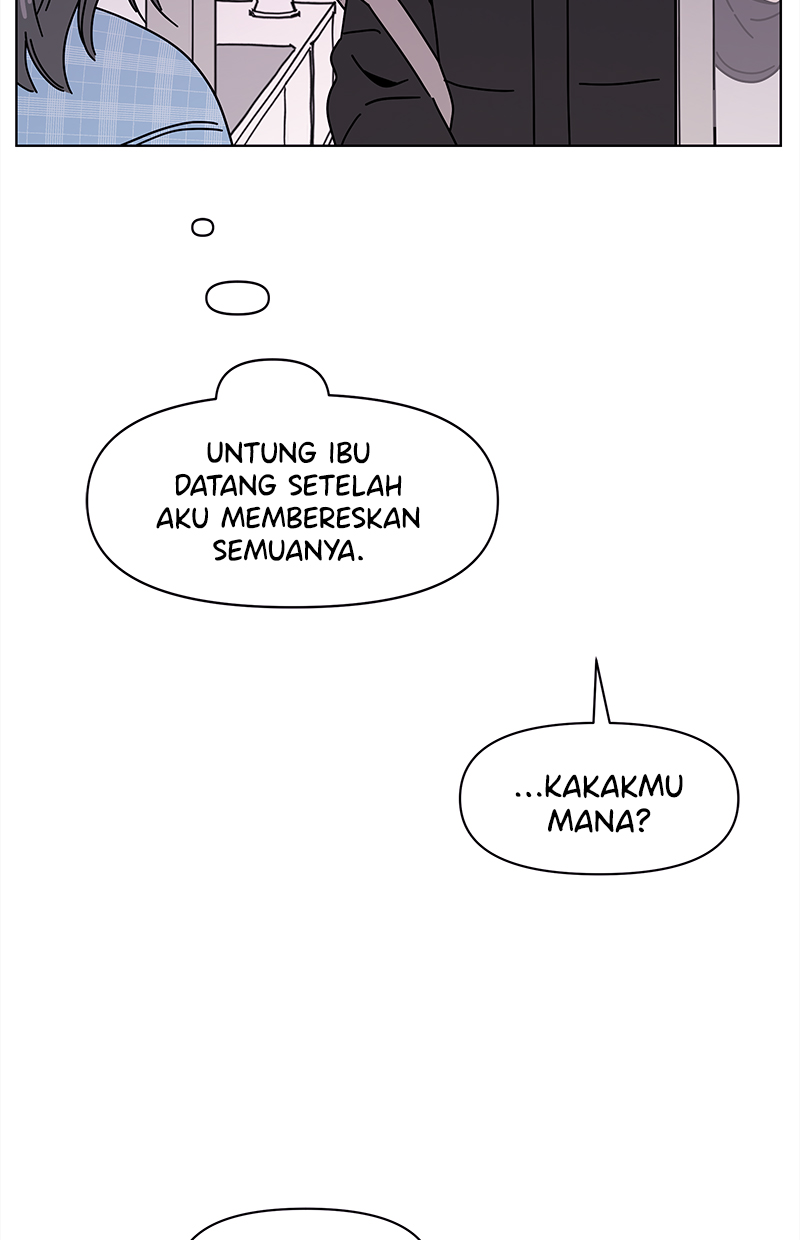 UNTUNG IBU
DATANG SETELAH
AKU MEMBERESKAN
SEMUANYA.
...KAKAKMU
MANA?